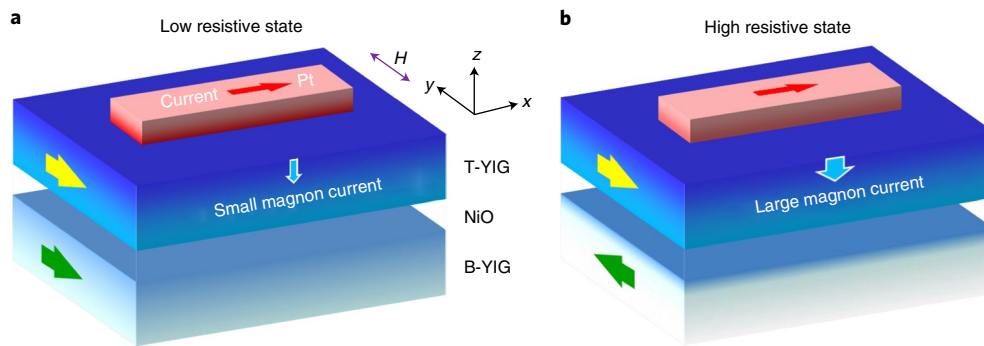 a
Low resistive state
H
z
y
x
Current
Pt
T-YIG
Small magnon current
NiO
B-YIG
b
High resistive state
Large magnon current